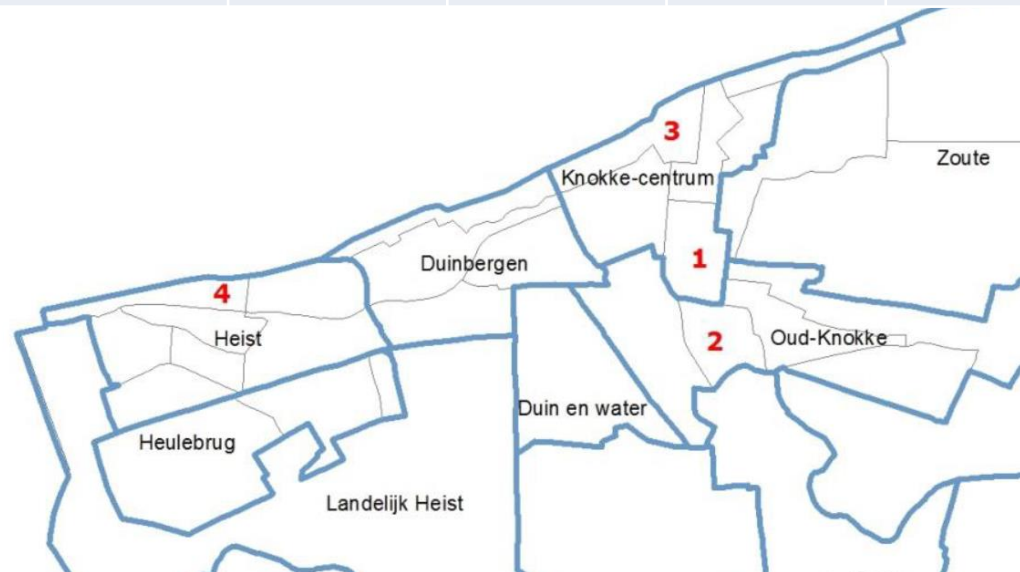 3
Zoute
Knokke-centrum
1
Duinbergen
4
Heist
2
Oud-Knokke
Duin en water
Heulebrug
Landelijk Heist